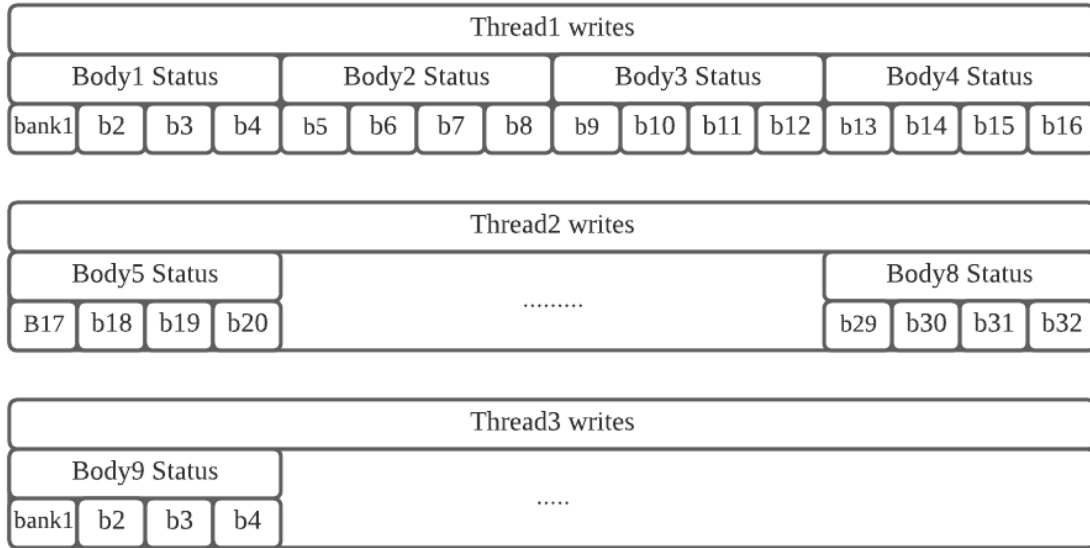 Thread1 writes
Body1 Status Body2 Status Body3 Status Body4 Status
bank1 b2 b3 b4 b5 b6 b7 b8 b9 b10 b11 b12 b13 b14 b15 b16
Thread2 writes
Body5 Status ......... Body8 Status
B17 b18 b19 b20 b29 b30 b31 b32
Thread3 writes
Body9 Status .....
bank1 b2 b3 b4